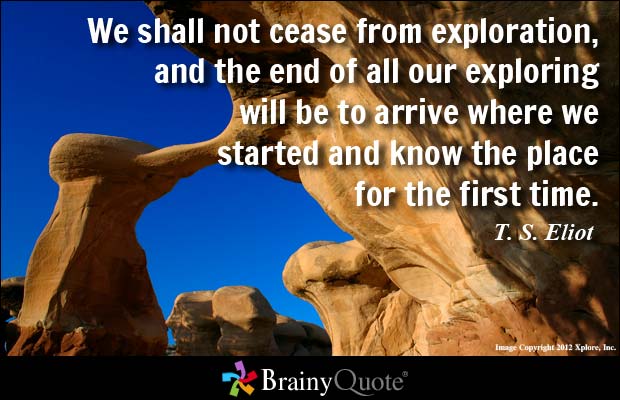 We shall not cease from exploration,
and the end of all our exploring
will be to arrive where we
started and know the place
for the first time.
T. S. Eliot
Image Copyright 2012 Xplore, Inc.
BrainyQuote®